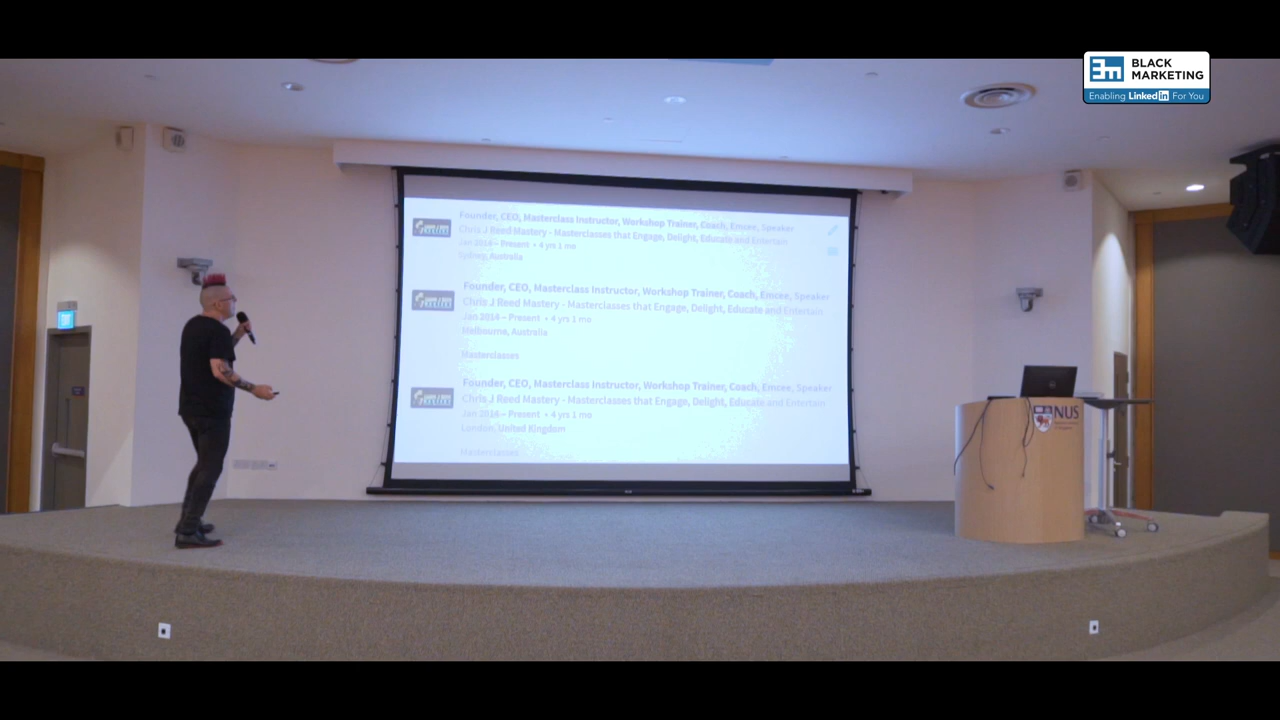 3m BLACK
MARKETING
Enabling Linked in For You
Founder, CEO, Masterclass Instructor, Workshop Trainer, Coach, Emcee, Speaker
Chris J Reed Mastery - Masterclasses that Engage, Delight, Educate and Entertain
Jan 2014 – Present • 4 yrs 1 mo
Sydney, Australia
Founder, CEO, Masterclass Instructor, Workshop Trainer, Coach, Emcee, Speaker
Chris J Reed Mastery - Masterclasses that Engage, Delight, Educate and Entertain
Jan 2014 – Present • 4 yrs 1 mo
Melbourne, Australia
Masterclasses
Founder, CEO, Masterclass Instructor, Workshop Trainer, Coach, Emcee, Speaker
Chris J Reed Mastery - Masterclasses that Engage, Delight, Educate and Entertain
Jan 2014 – Present • 4 yrs 1 mo
London, United Kingdom
Masterclasses
NUS